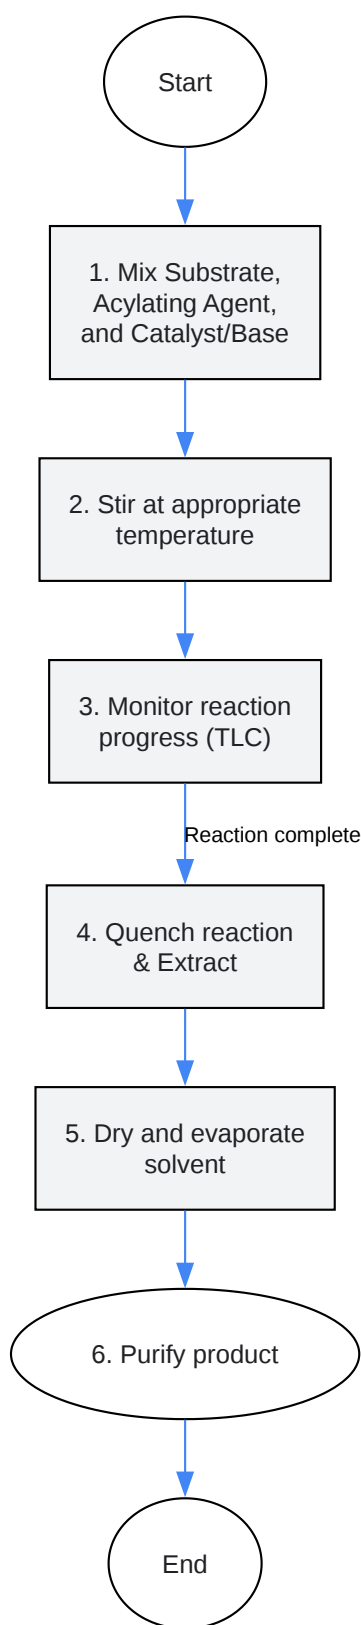 Start
1. Mix Substrate,
Acylating Agent,
and Catalyst/Base
2. Stir at appropriate
temperature
3. Monitor reaction
progress (TLC)
Reaction complete
4. Quench reaction
& Extract
5. Dry and evaporate
solvent
6. Purify product
End